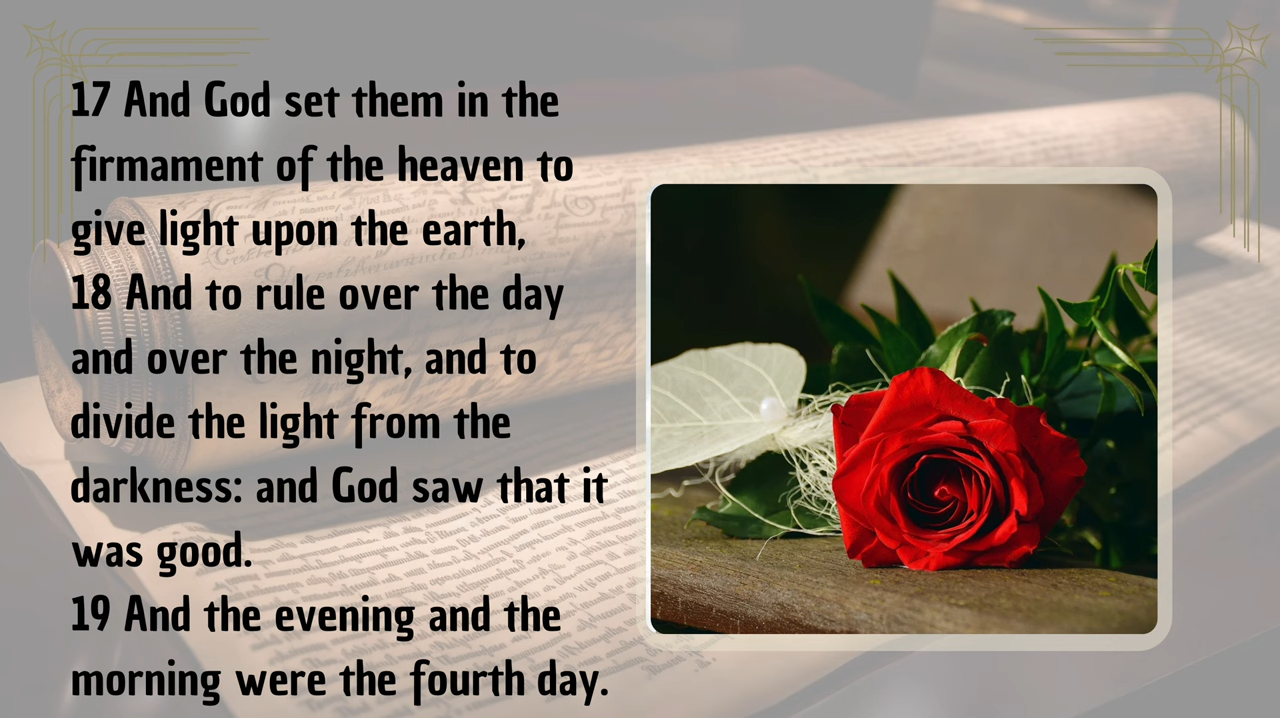 17 And God set them in the
firmament of the heaven to
give light upon the earth,
18 And to rule over the day
and over the night, and to
divide the light from the
darkness: and God saw that it
was good.
19 And the evening and the
morning were the fourth day.